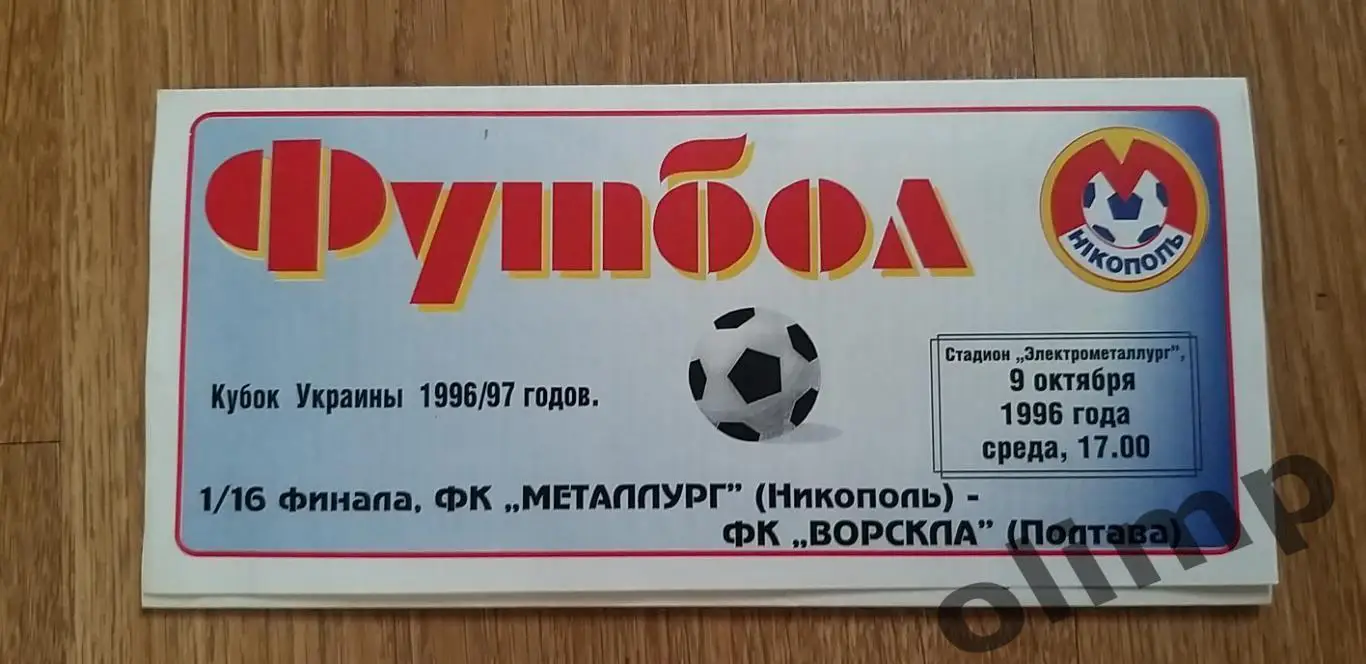 Футбол
М
НІКОПОЛЬ
Стадион „Электрометаллург",
9 октября
1996 года
среда, 17.00
Кубок Украины 1996/97 годов.
1/16 финала, ФК „МЕТАЛЛУРГ" (Никополь) -
ФК „ВОРСКЛА" (Полтава)
olimp